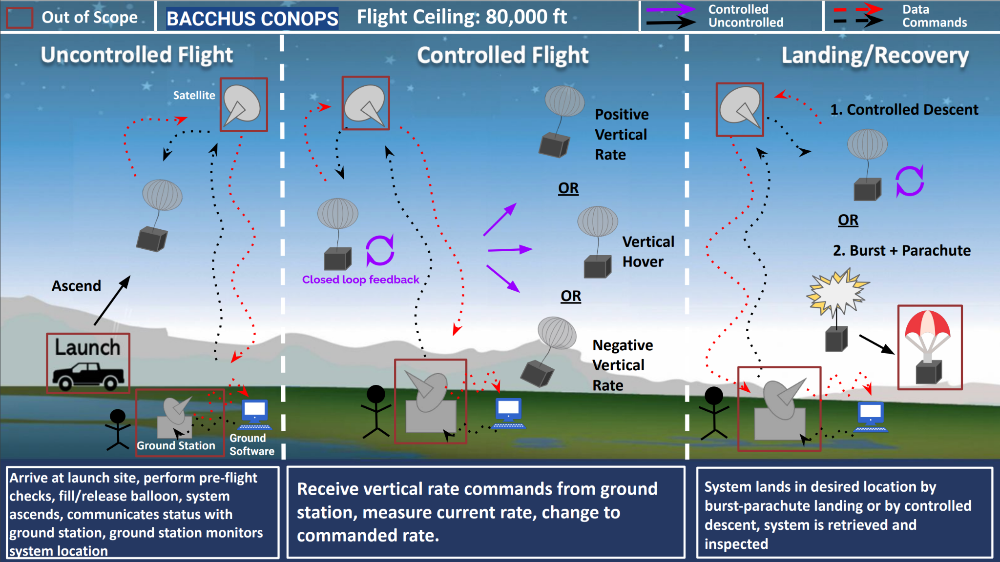 Out of Scope
BACCHUS CONOPS
Flight Ceiling: 80,000 ft
Controlled
Uncontrolled
Data
Commands
Uncontrolled Flight
Satellite
Ascend
Launch
Ground Station
Ground
Software
Arrive at launch site, perform pre-flight
checks, fill/release balloon, system
ascends, communicates status with
ground station, ground station monitors
system location
Controlled Flight
Closed loop feedback
Positive
Vertical
Rate
OR
Vertical
Hover
OR
Negative
Vertical
Rate
Receive vertical rate commands from ground
station, measure current rate, change to
commanded rate.
Landing/Recovery
1. Controlled Descent
OR
2. Burst + Parachute
System lands in desired location by
burst-parachute landing or by controlled
descent, system is retrieved and
inspected